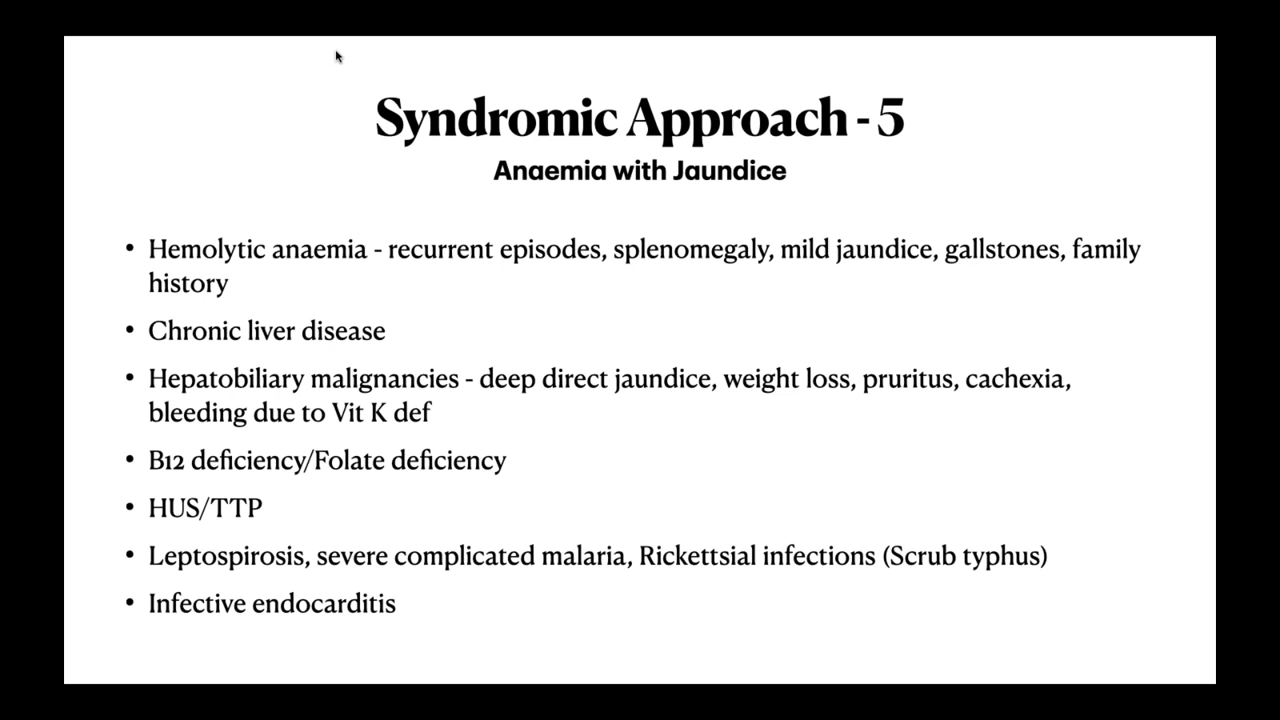 Syndromic Approach - 5
Anaemia with Jaundice
• Hemolytic anaemia - recurrent episodes, splenomegaly, mild jaundice, gallstones, family
history
• Chronic liver disease
• Hepatobiliary malignancies - deep direct jaundice, weight loss, pruritus, cachexia,
bleeding due to Vit K def
• B12 deficiency/Folate deficiency
• HUS/TTP
• Leptospirosis, severe complicated malaria, Rickettsial infections (Scrub typhus)
• Infective endocarditis